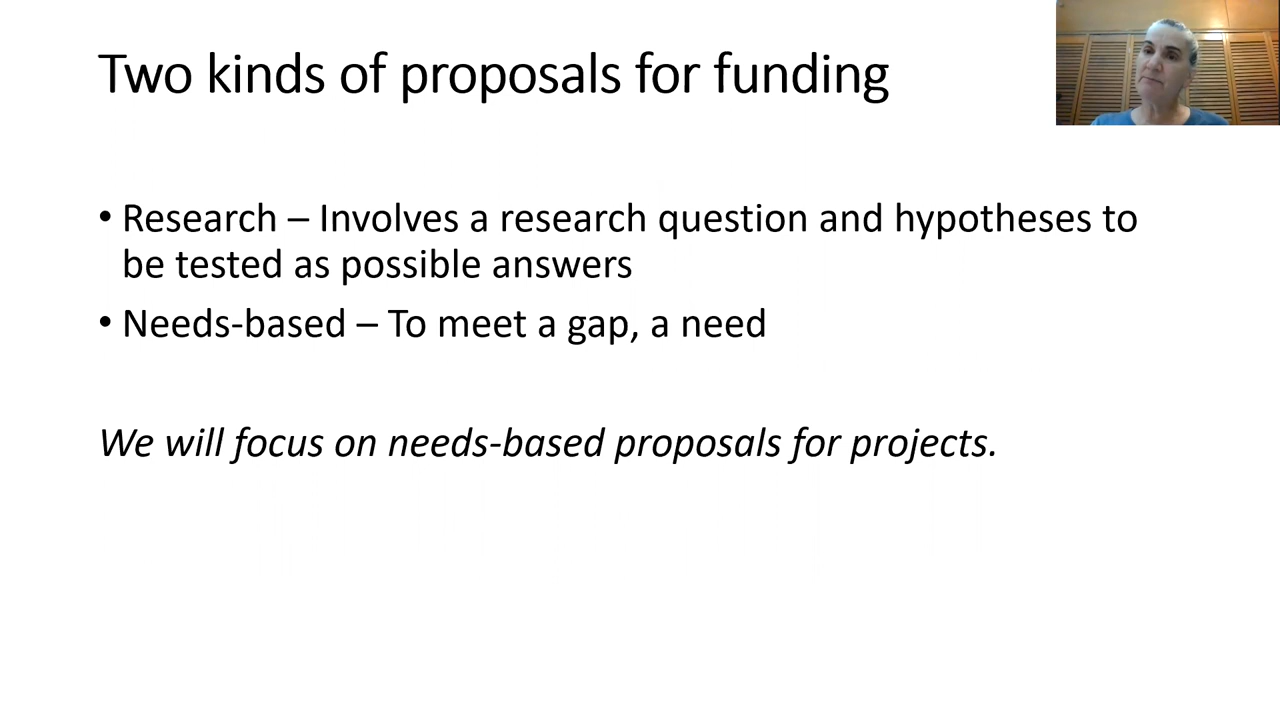 Two kinds of proposals for funding
• Research – Involves a research question and hypotheses to
be tested as possible answers
• Needs-based – To meet a gap, a need
We will focus on needs-based proposals for projects.